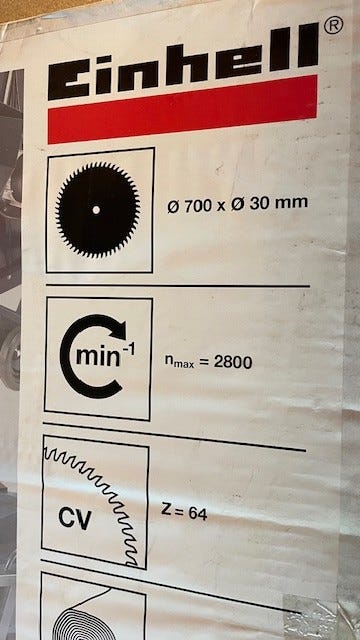 Einhell®
Ø 700 x Ø 30 mm
min⁻¹
nmax = 2800
CV
Z = 64